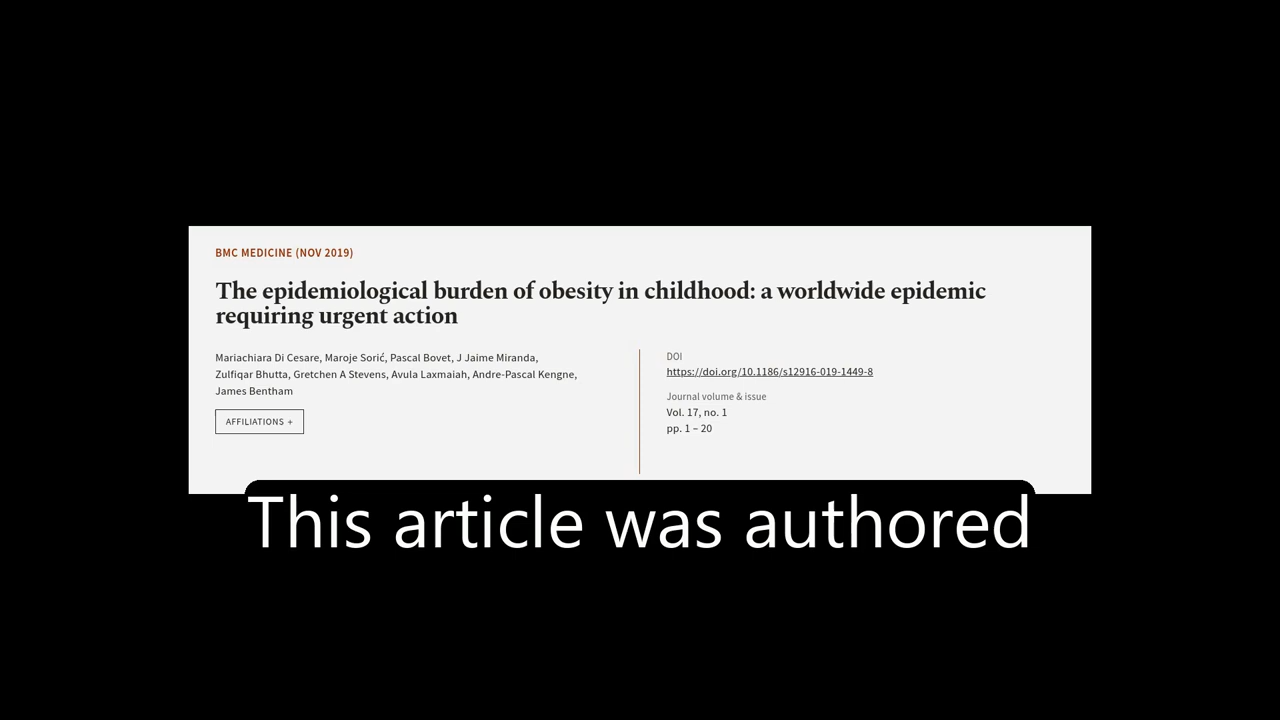 BMC MEDICINE (NOV 2019)
The epidemiological burden of obesity in childhood: a worldwide epidemic
requiring urgent action
Mariachiara Di Cesare, Maroje Sorić, Pascal Bovet, J Jaime Miranda,
Zulfiqar Bhutta, Gretchen A Stevens, Avula Laxmaiah, Andre-Pascal Kengne,
James Bentham
AFFILIATIONS +
DOI
https://doi.org/10.1186/s12916-019-1449-8
Journal volume & issue
Vol. 17, no. 1
pp. 1 – 20
This article was authored